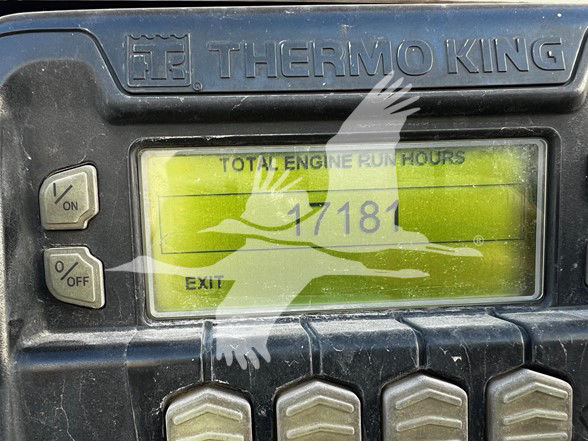 THERMO KING
TOTAL ENGINE RUN HOURS
I/ON
17181
O/OFF
EXIT